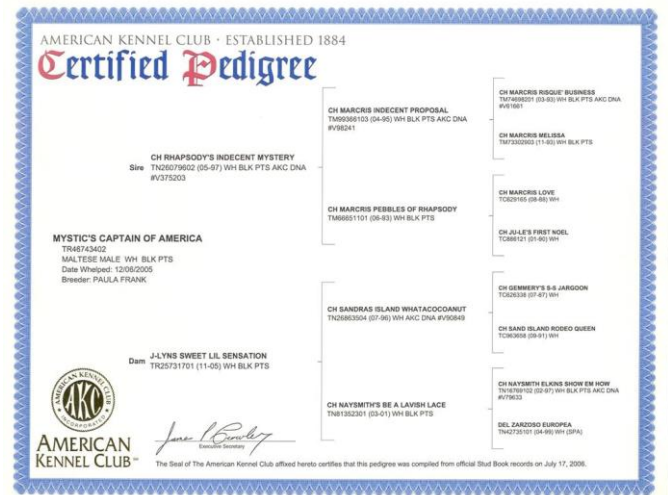 AMERICAN KENNEL CLUB · ESTABLISHED 1884
Certified Pedigree
CH MARCRIS RISQUE' BUSINESS
TM74698201 (03-93) WH BLK PTS AKC DNA
#V81661
CH MARCRIS INDECENT PROPOSAL
TM99366103 (04-95) WH BLK PTS AKC DNA
#V98241
CH MARCRIS MELISSA
TM73302903 (11-93) WH BLK PTS
CH RHAPSODY'S INDECENT MYSTERY
Sire TN26079602 (05-97) WH BLK PTS AKC DNA
#V375203
CH MARCRIS LOVE
TC829165 (08-88) WH
CH MARCRIS PEBBLES OF RHAPSODY
TM66651101 (06-93) WH BLK PTS
CH JU-LE'S FIRST NOEL
TC886121 (01-90) WH
MYSTIC'S CAPTAIN OF AMERICA
TR46743402
MALTESE MALE WH BLK PTS
Date Whelped: 12/06/2005
Breeder: PAULA FRANK
CH GEMMERY'S S-S JARGOON
TC626338 (07-87) WH
CH SANDRAS ISLAND WHATACOCOANUT
TN26863504 (07-96) WH AKC DNA #V90849
CH SAND ISLAND RODEO QUEEN
TC963658 (09-91) WH
J-LYNS SWEET LIL SENSATION
Dam TR25731701 (11-05) WH BLK PTS
CH NAYSMITH ELKINS SHOW EM HOW
TN16769102 (02-97) WH BLK PTS AKC DNA
#V79633
CH NAYSMITH'S BE A LAVISH LACE
TN81352301 (03-01) WH BLK PTS
DEL ZARZOSO EUROPEA
TN42735101 (04-99) WH (SPA)
AMERICAN KENNEL CLUB
AKC
INCORPORATED
Executive Secretary
AMERICAN
KENNEL CLUB
The Seal of The American Kennel Club affixed hereto certifies that this pedigree was compiled from official Stud Book records on July 17, 2006.